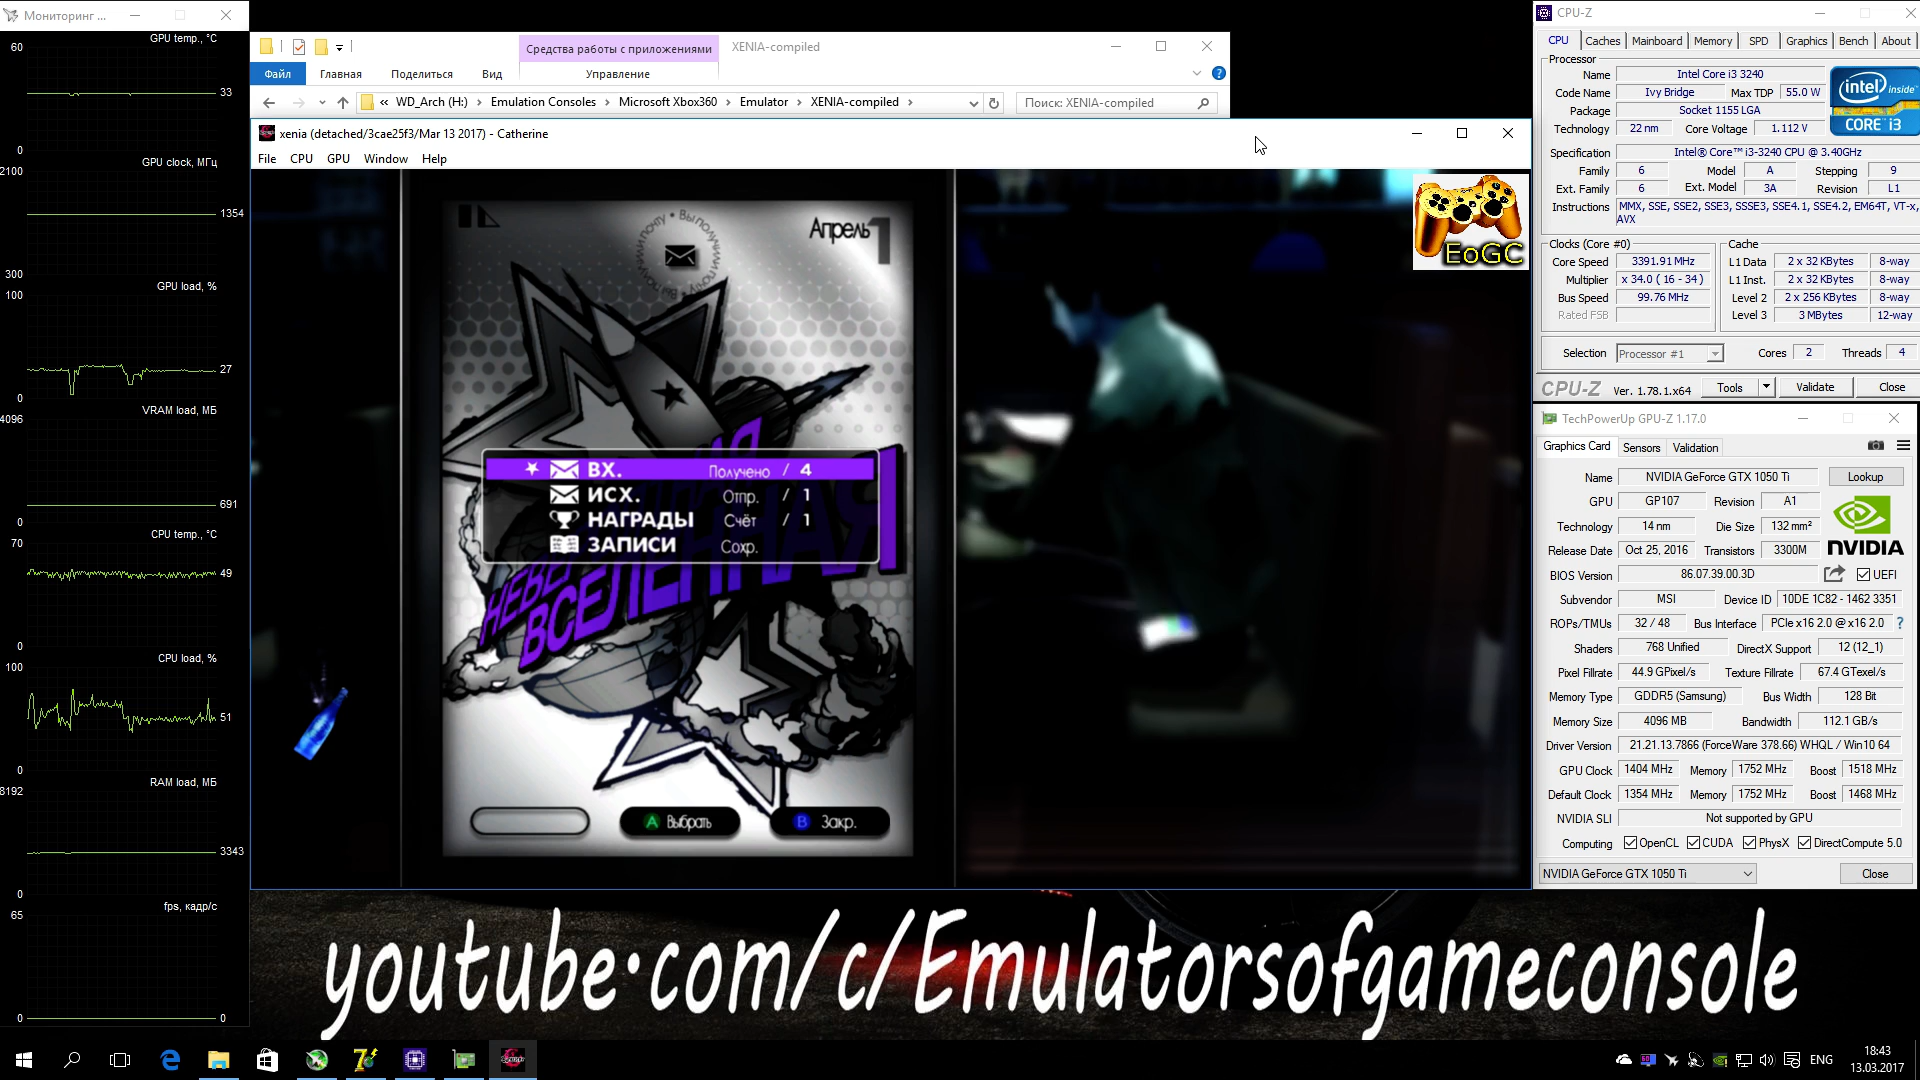 Мониторинг ...
GPU temp., °C
60
33
0
GPU clock, МГц
2100
1354
300
GPU load, %
100
27
0
VRAM load, МБ
4096
691
0
CPU temp., °C
70
49
0
CPU load, %
100
51
0
RAM load, МБ
8192
3343
0
fps, кадр/с
65
0
0
Средства работы с приложениями
XENIA-compiled
Файл
Главная
Поделиться
Вид
Управление
« WD_Arch (H:) > Emulation Consoles > Microsoft Xbox360 > Emulator > XENIA-compiled >
Поиск: XENIA-compiled
xenia (detached/3cae25f3/Mar 13 2017) - Catherine
File CPU GPU Window Help
Вы получили почту • Вы получили почту •
Апрель 1
ВХ. Получено / 4
ИСХ. Отпр. / 1
НАГРАДЫ Счёт / 1
ЗАПИСИ Сохр.
ВСЕЛЕННАЯ
A Выбрать
B Закр.
EoGC
youtube.com/c/Emulatorsofgameconsole
CPU-Z
CPU Caches Mainboard Memory SPD Graphics Bench About
Processor
Name Intel Core i3 3240
Code Name Ivy Bridge Max TDP 55.0 W
Package Socket 1155 LGA
Technology 22 nm Core Voltage 1.112 V
intel inside
CORE i3
Specification Intel® Core™ i3-3240 CPU @ 3.40GHz
Family 6 Model A Stepping 9
Ext. Family 6 Ext. Model 3A Revision L1
Instructions MMX, SSE, SSE2, SSE3, SSSE3, SSE4.1, SSE4.2, EM64T, VT-x,
AVX
Clocks (Core #0)
Core Speed 3391.91 MHz
Multiplier x 34.0 ( 16 - 34 )
Bus Speed 99.76 MHz
Rated FSB
Cache
L1 Data 2 x 32 KBytes 8-way
L1 Inst. 2 x 32 KBytes 8-way
Level 2 2 x 256 KBytes 8-way
Level 3 3 MBytes 12-way
Selection Processor #1 Cores 2 Threads 4
CPU-Z Ver. 1.78.1.x64 Tools Validate Close
TechPowerUp GPU-Z 1.17.0
Graphics Card Sensors Validation
Name NVIDIA GeForce GTX 1050 Ti Lookup
GPU GP107 Revision A1
Technology 14 nm Die Size 132 mm²
Release Date Oct 25, 2016 Transistors 3300M
NVIDIA
BIOS Version 86.07.39.00.3D UEFI
Subvendor MSI Device ID 10DE 1C82 - 1462 3351
ROPs/TMUs 32 / 48 Bus Interface PCIe x16 2.0 @ x16 2.0 ?
Shaders 768 Unified DirectX Support 12 (12_1)
Pixel Fillrate 44.9 GPixel/s Texture Fillrate 67.4 GTexel/s
Memory Type GDDR5 (Samsung) Bus Width 128 Bit
Memory Size 4096 MB Bandwidth 112.1 GB/s
Driver Version 21.21.13.7866 (ForceWare 378.66) WHQL / Win10 64
GPU Clock 1404 MHz Memory 1752 MHz Boost 1518 MHz
Default Clock 1354 MHz Memory 1752 MHz Boost 1468 MHz
NVIDIA SLI Not supported by GPU
Computing OpenCL CUDA PhysX DirectCompute 5.0
NVIDIA GeForce GTX 1050 Ti Close
ENG
18:43
13.03.2017